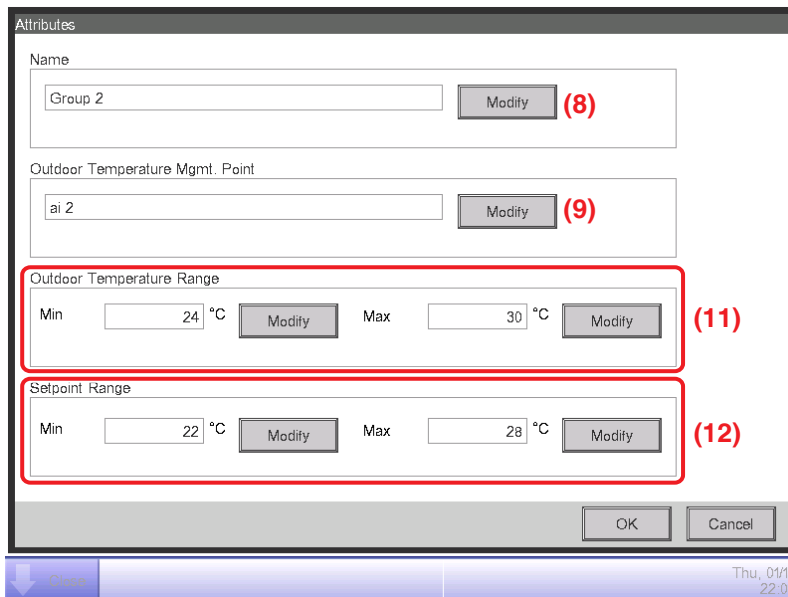 Attributes
Name
Group 2 Modify (8)
Outdoor Temperature Mgmt. Point
ai 2 Modify (9)
Outdoor Temperature Range
Min 24 °C Modify Max 30 °C Modify (11)
Setpoint Range
Min 22 °C Modify Max 28 °C Modify (12)
OK Cancel
Close Thu, 01/1
22:0